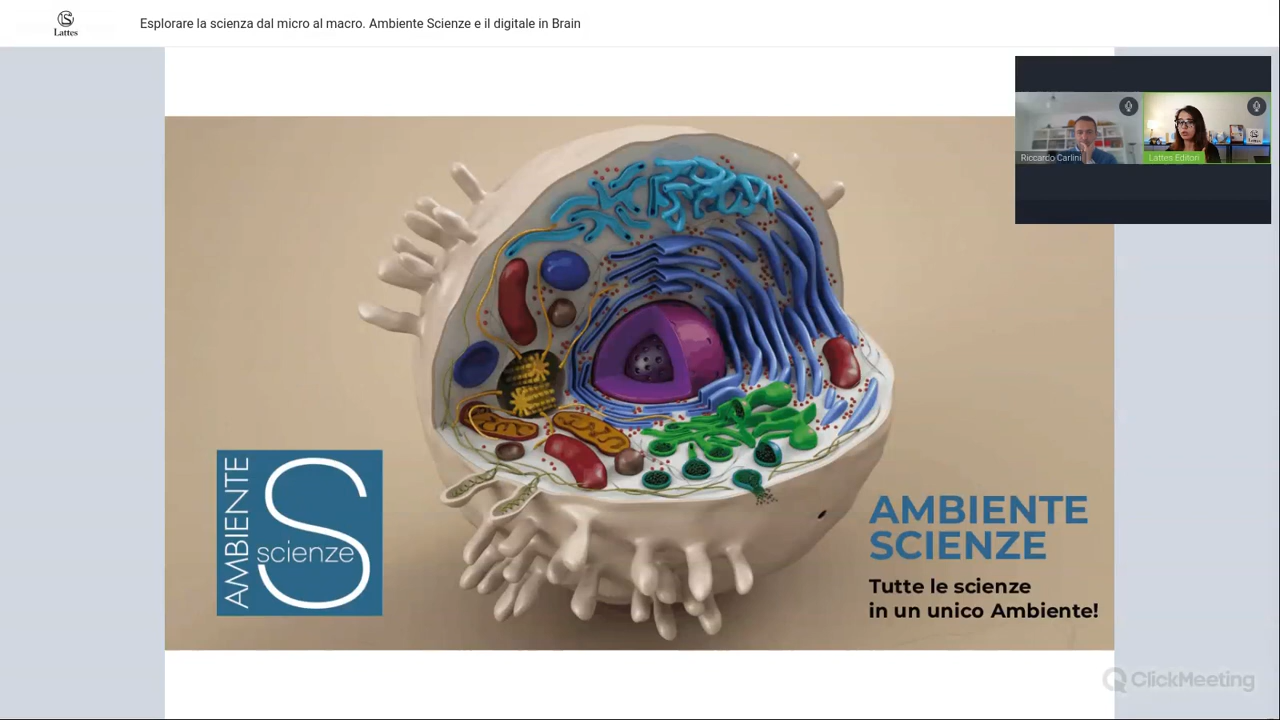 Lattes
Esplorare la scienza dal micro al macro. Ambiente Scienze e il digitale in Brain
Riccardo Carlini
Lattes Editori
Lattes
AMBIENTE
S
scienze
AMBIENTE
SCIENZE
Tutte le scienze
in un unico Ambiente!
ClickMeeting